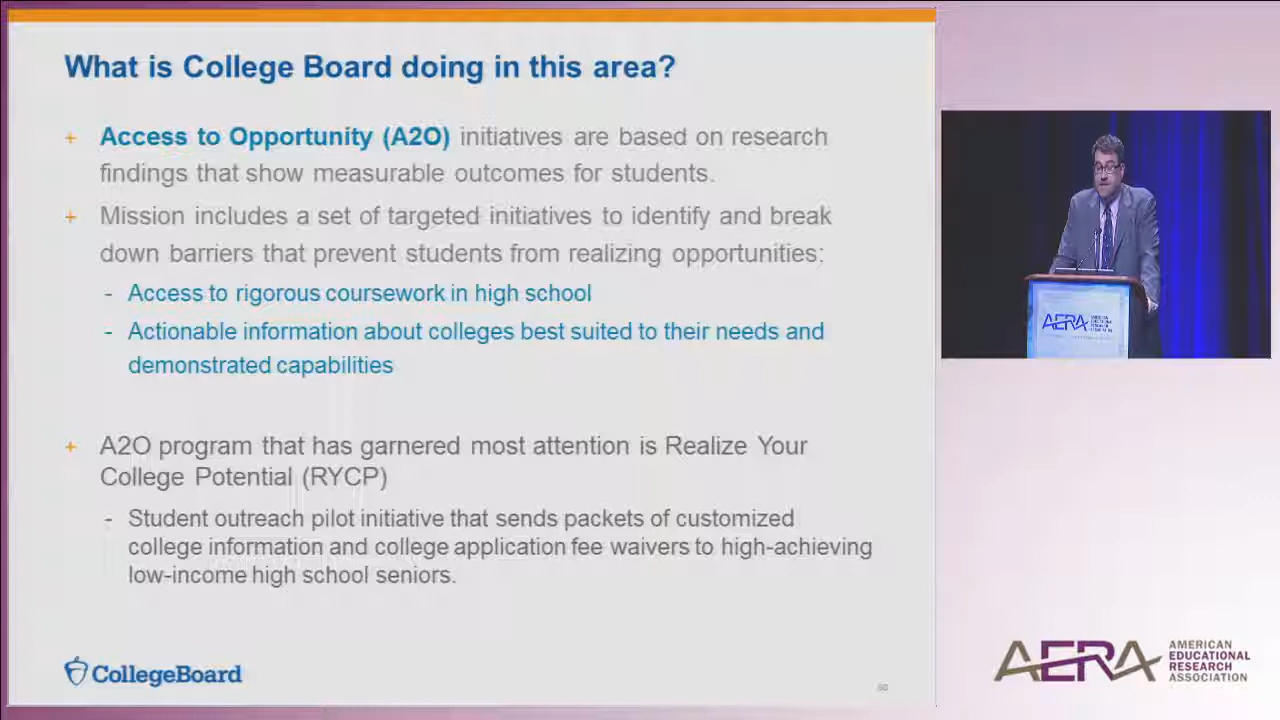 What is College Board doing in this area?
+ Access to Opportunity (A2O) initiatives are based on research
findings that show measurable outcomes for students.
+ Mission includes a set of targeted initiatives to identify and break
down barriers that prevent students from realizing opportunities:
- Access to rigorous coursework in high school
- Actionable information about colleges best suited to their needs and
demonstrated capabilities
+ A2O program that has garnered most attention is Realize Your
College Potential (RYCP)
- Student outreach pilot initiative that sends packets of customized
college information and college application fee waivers to high-achieving
low-income high school seniors.
CollegeBoard
AERA
AERA
AMERICAN
EDUCATIONAL
RESEARCH
ASSOCIATION